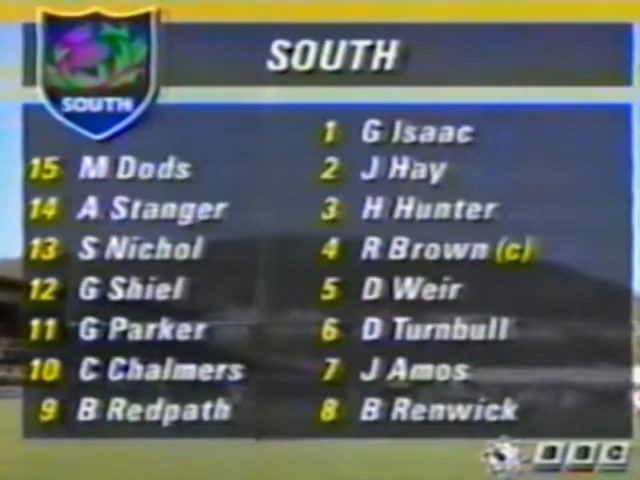 SOUTH
SOUTH
15 M Dods
14 A Stanger
13 S Nichol
12 G Shiel
11 G Parker
10 C Chalmers
9 B Redpath
1 G Isaac
2 J Hay
3 H Hunter
4 R Brown (c)
5 D Weir
6 D Turnbull
7 J Amos
8 B Renwick
BBC